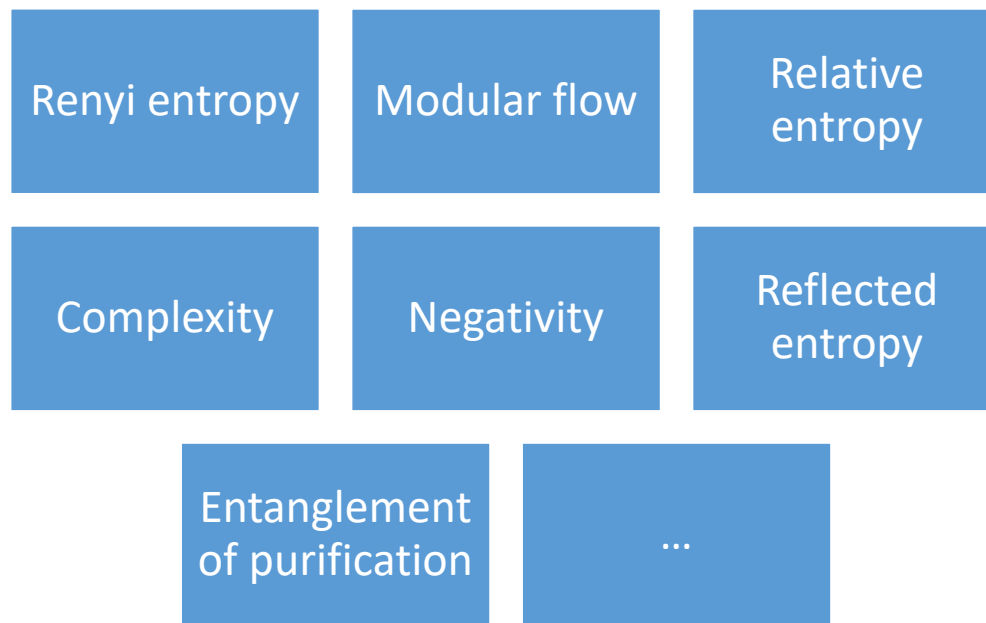 Renyi entropy
Modular flow
Relative
entropy
Complexity
Negativity
Reflected
entropy
Entanglement
of purification
...